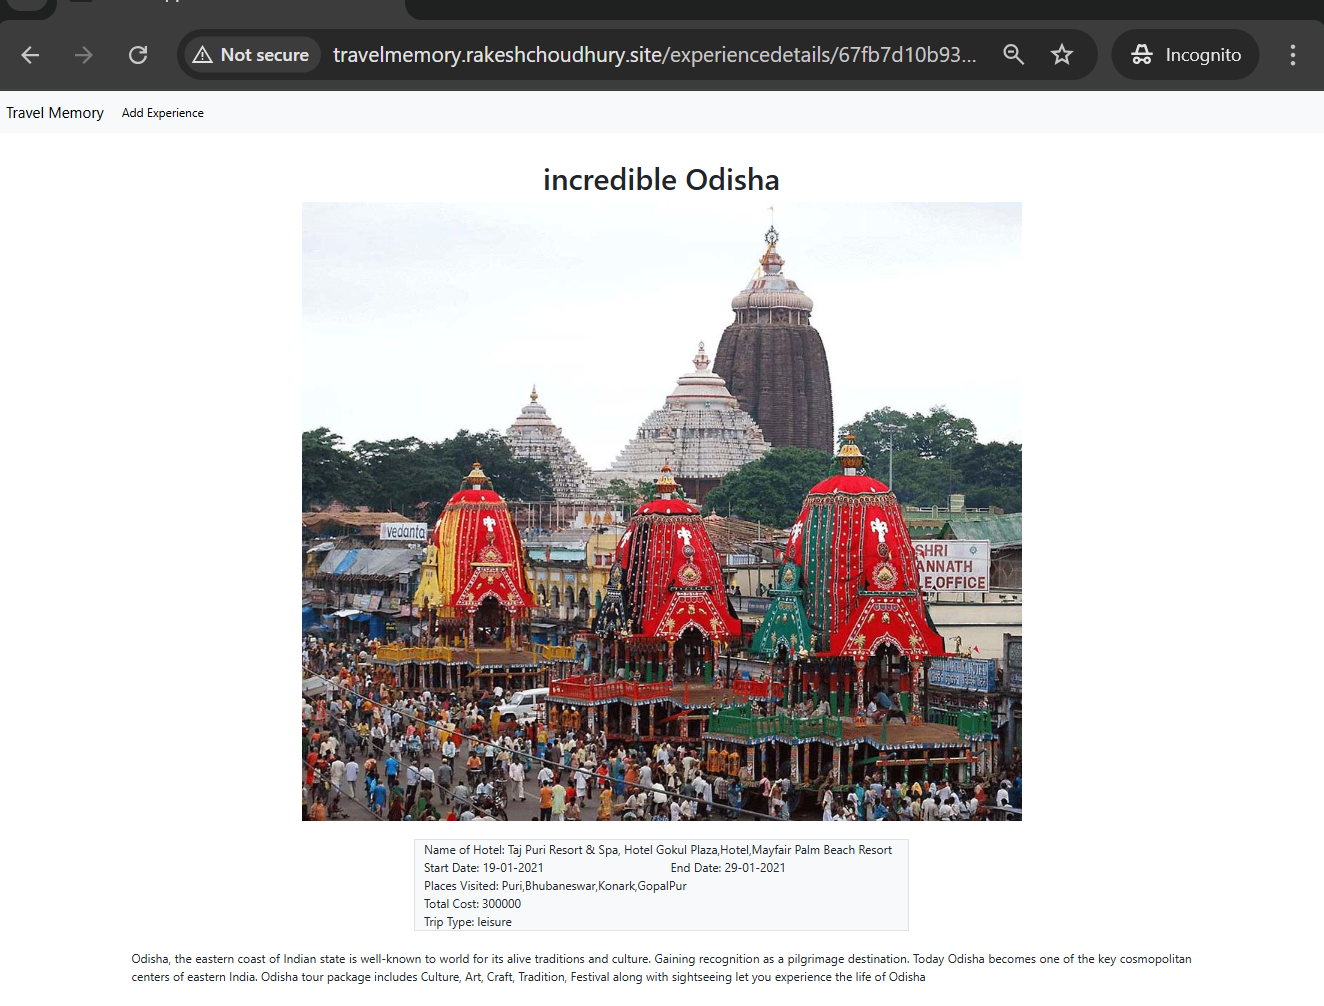 Not secure
travelmemory.rakeshchoudhury.site/experiencedetails/67fb7d10b93...
Incognito
Travel Memory
Add Experience
incredible Odisha
vedanta
SHRI
ANNATH
E OFFICE
Name of Hotel: Taj Puri Resort & Spa, Hotel Gokul Plaza,Hotel,Mayfair Palm Beach Resort
Start Date: 19-01-2021 End Date: 29-01-2021
Places Visited: Puri,Bhubaneswar,Konark,GopalPur
Total Cost: 300000
Trip Type: leisure
Odisha, the eastern coast of Indian state is well-known to world for its alive traditions and culture. Gaining recognition as a pilgrimage destination. Today Odisha becomes one of the key cosmopolitan
centers of eastern India. Odisha tour package includes Culture, Art, Craft, Tradition, Festival along with sightseeing let you experience the life of Odisha